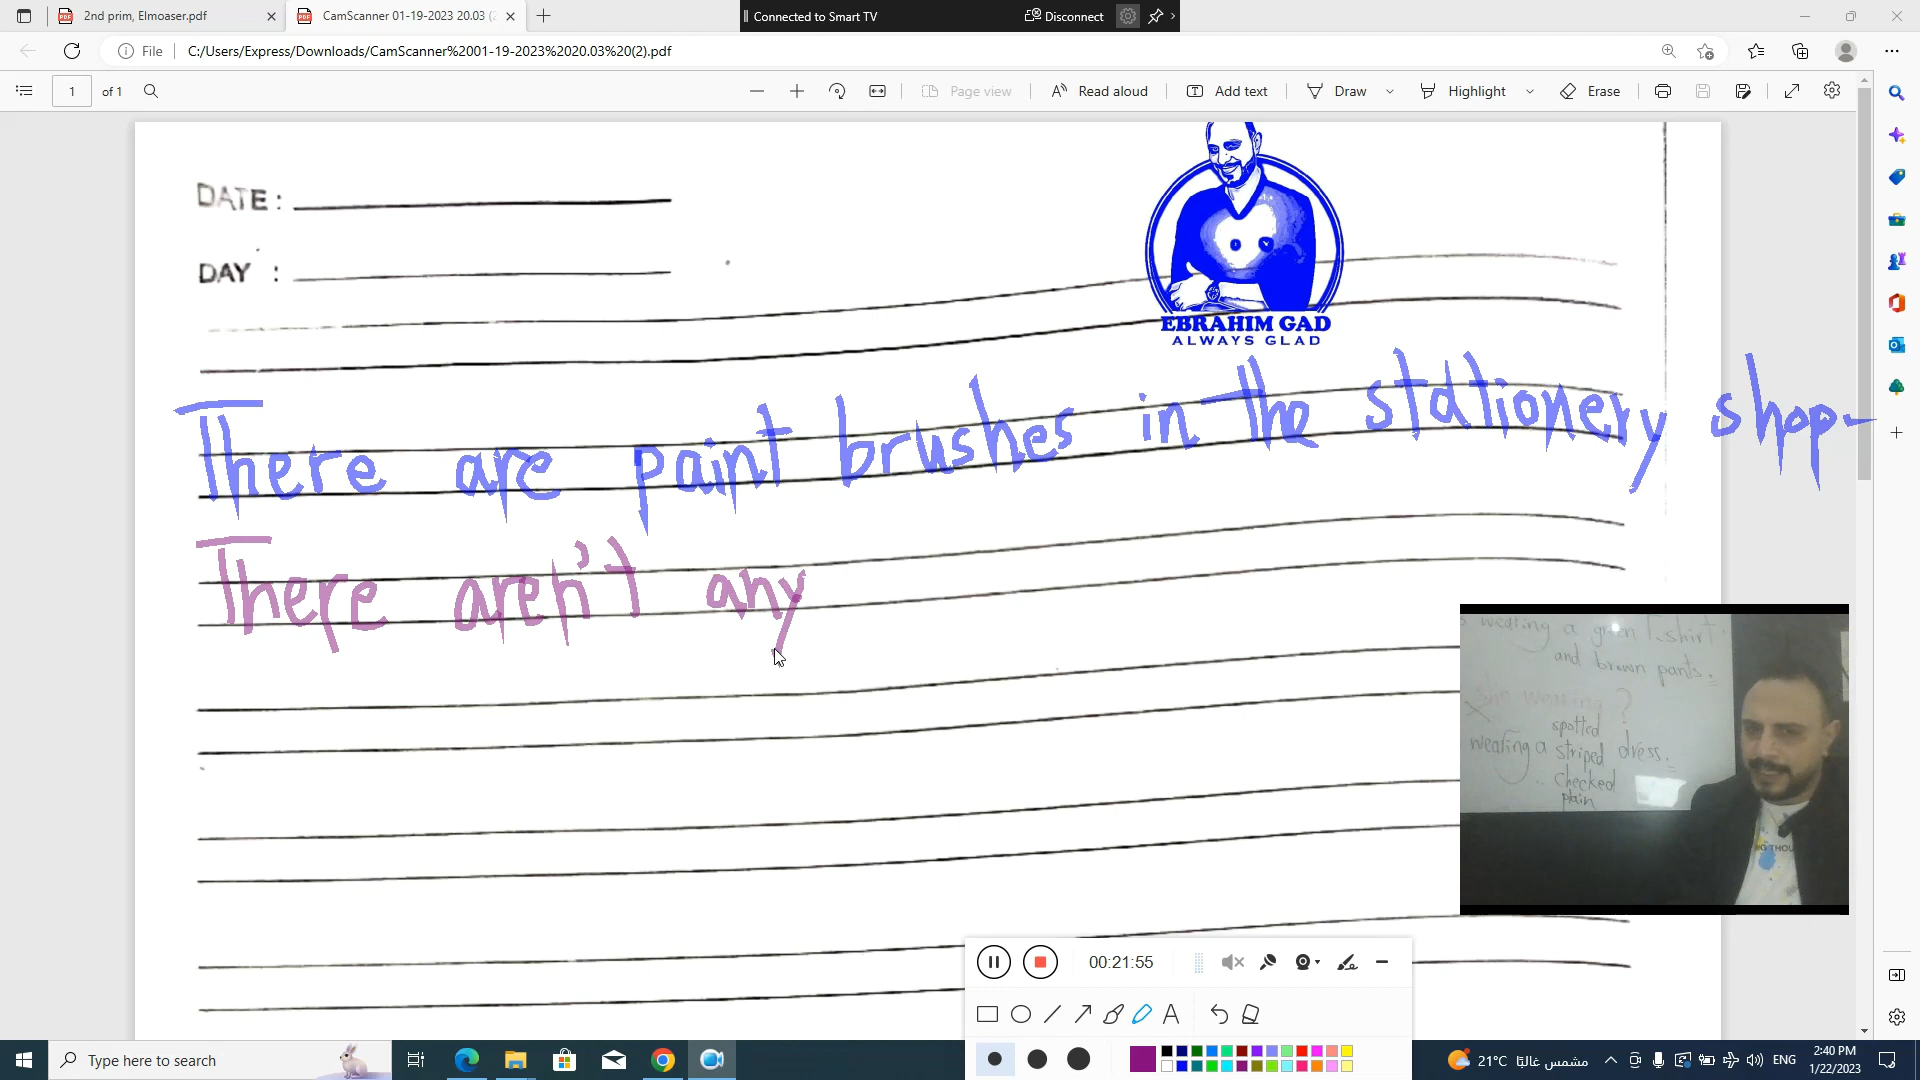 2nd prim, Elmoaser.pdf
CamScanner 01-19-2023 20.03 (
Connected to Smart TV
Disconnect
File
C:/Users/Express/Downloads/CamScanner%2001-19-2023%2020.03%20(2).pdf
1 of 1
Page view
Read aloud
Add text
Draw
Highlight
Erase
DATE :
DAY :
EBRAHIM GAD
ALWAYS GLAD
There are paint brushes in the stationery shop-
There aren't any
wearing a green T.shirt
and brown pants.
she wearing ?
spotted
wearing a striped dress.
checked
plain
00:21:55
Type here to search
21°C مشمس غالبًا
ENG
2:40 PM
1/22/2023